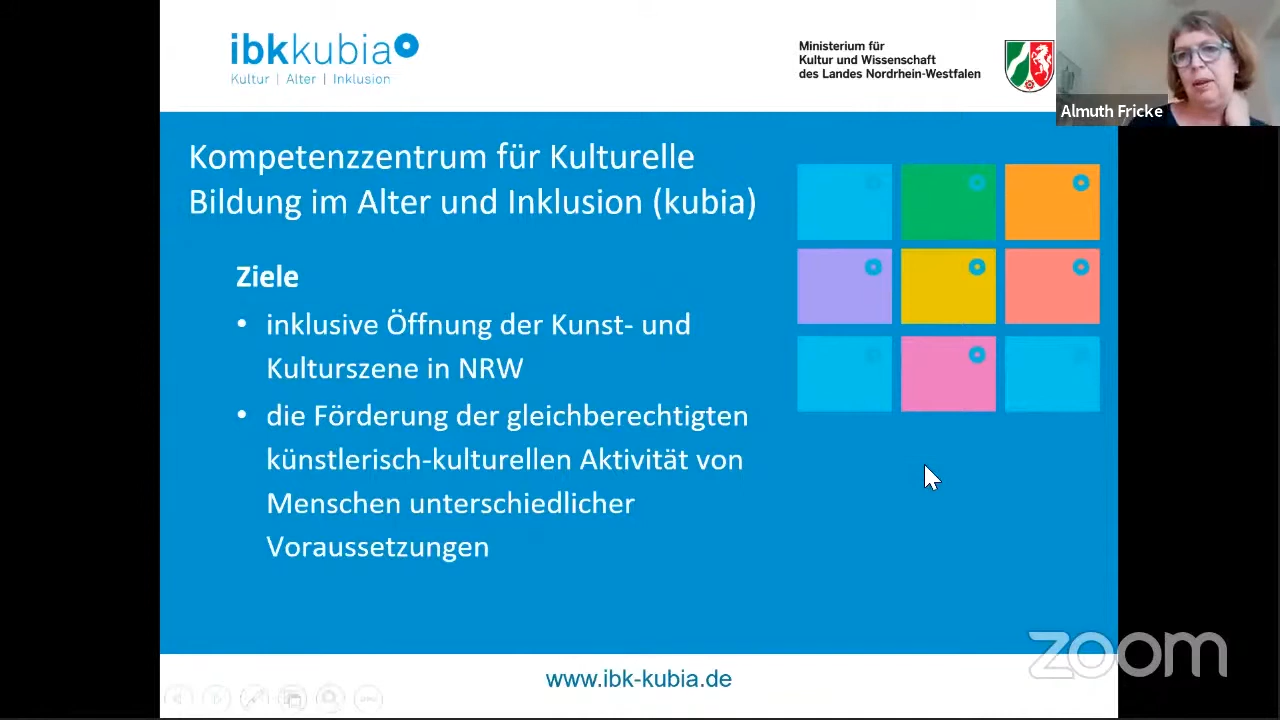 ibkkubia
Kultur | Alter | Inklusion
Ministerium für
Kultur und Wissenschaft
des Landes Nordrhein-Westfalen
Almuth Fricke
Kompetenzzentrum für Kulturelle
Bildung im Alter und Inklusion (kubia)
Ziele
• inklusive Öffnung der Kunst- und
Kulturszene in NRW
• die Förderung der gleichberechtigten
künstlerisch-kulturellen Aktivität von
Menschen unterschiedlicher
Voraussetzungen
zoom
www.ibk-kubia.de